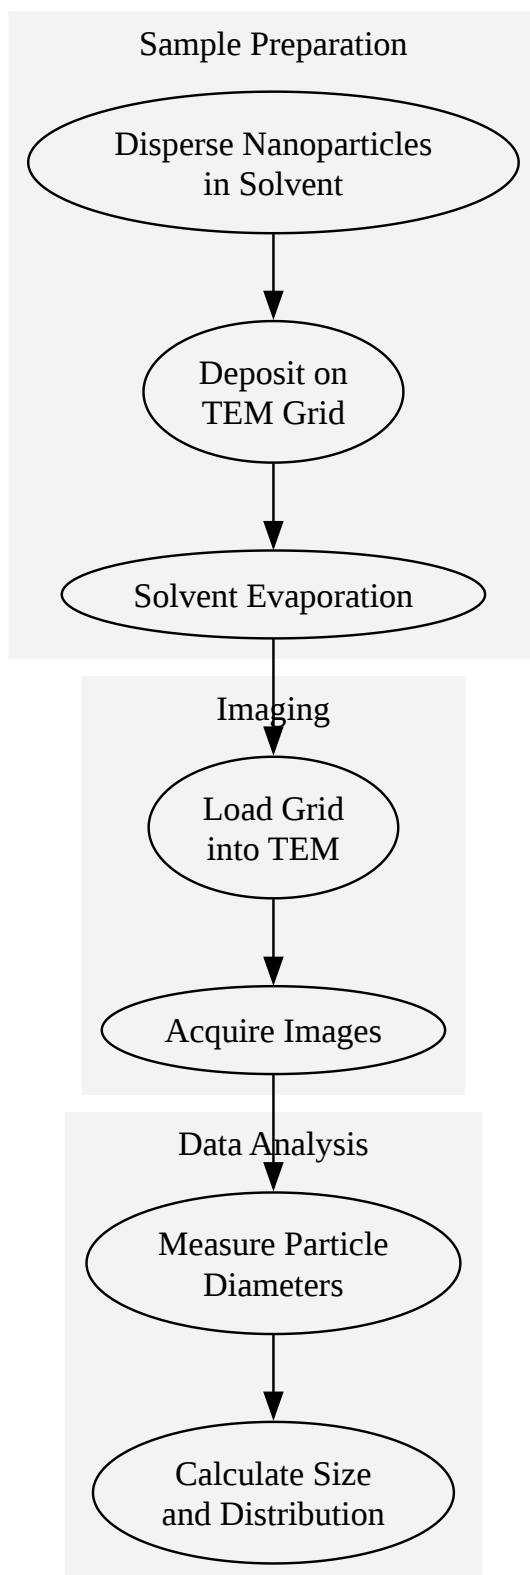 Sample Preparation
Disperse Nanoparticles
in Solvent
Deposit on
TEM Grid
Solvent Evaporation
Imaging
Load Grid
into TEM
Acquire Images
Data Analysis
Measure Particle
Diameters
Calculate Size
and Distribution